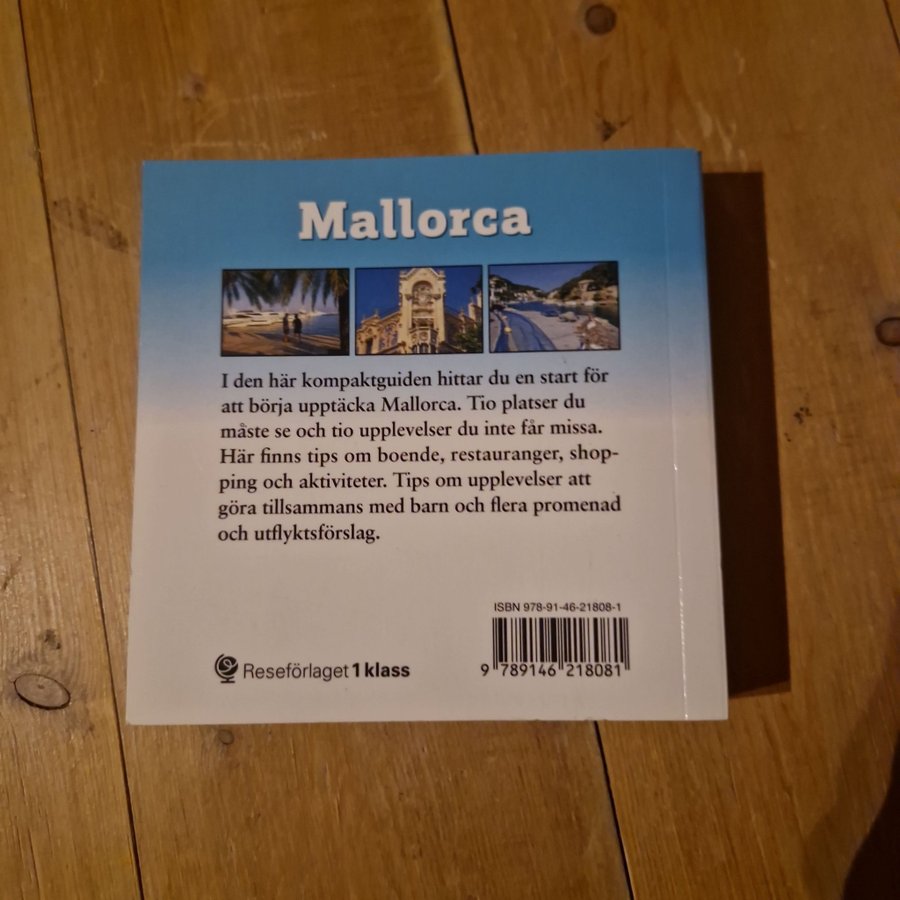 Mallorca
I den här kompaktguiden hittar du en start för
att börja upptäcka Mallorca. Tio platser du
måste se och tio upplevelser du inte får missa.
Här finns tips om boende, restauranger, shop-
ping och aktiviteter. Tips om upplevelser att
göra tillsammans med barn och flera promenad
och utflyktsförslag.
ISBN 978-91-46-21808-1
9 789146 218081
Reseförlaget 1 klass